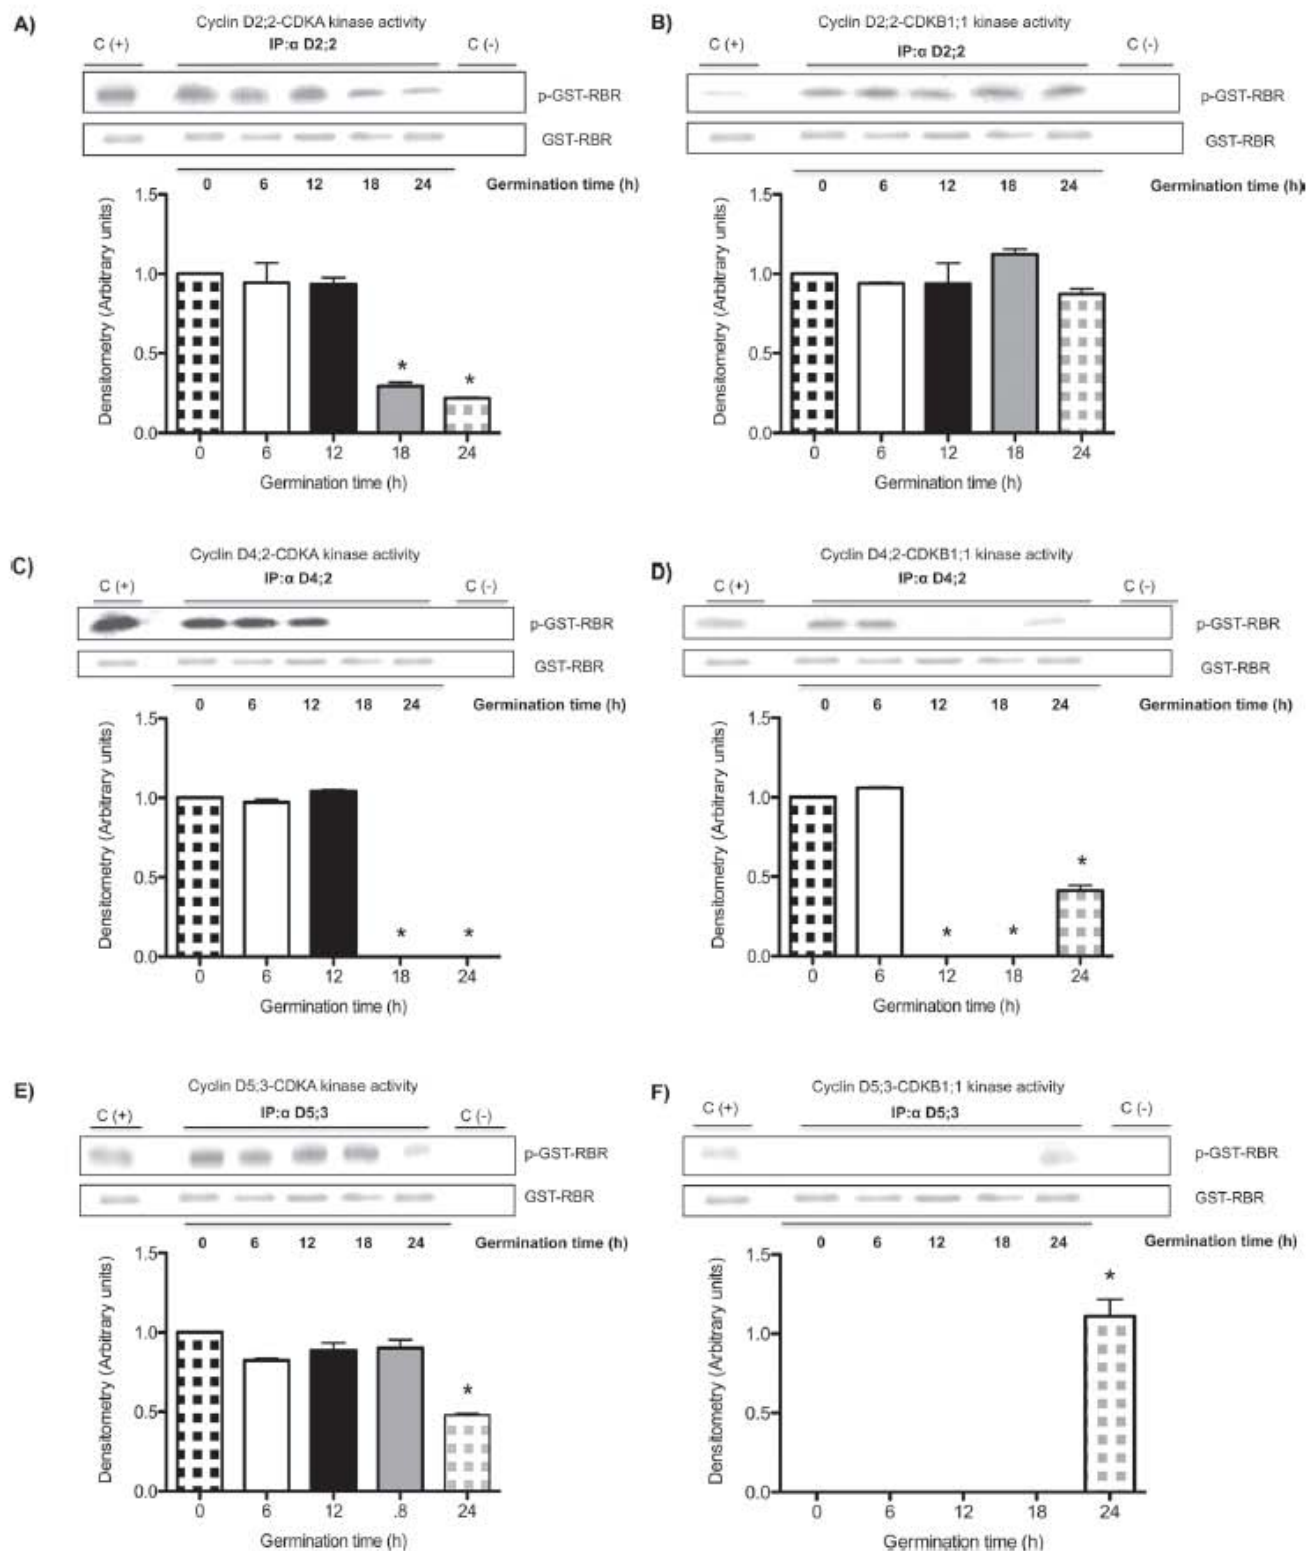 A)
Cyclin D2;2-CDKA kinase activity
C (+)
IP:α D2;2
C (-)
p-GST-RBR
GST-RBR
0 6 12 18 24 Germination time (h)
Densitometry (Arbitrary units)
1.5
1.0
0.5
0.0
* *
0 6 12 18 24
Germination time (h)
B)
Cyclin D2;2-CDKB1;1 kinase activity
C (+)
IP:α D2;2
C (-)
p-GST-RBR
GST-RBR
0 6 12 18 24 Germination time (h)
Densitometry (Arbitrary units)
1.5
1.0
0.5
0.0
0 6 12 18 24
Germination time (h)
C)
Cyclin D4;2-CDKA kinase activity
C (+)
IP:α D4;2
C (-)
p-GST-RBR
GST-RBR
0 6 12 18 24 Germination time (h)
Densitometry (Arbitrary units)
1.5
1.0
0.5
0.0
* *
0 6 12 18 24
Germination time (h)
D)
Cyclin D4;2-CDKB1;1 kinase activity
C (+)
IP:α D4;2
C (-)
p-GST-RBR
GST-RBR
0 6 12 18 24 Germination time (h)
Densitometry (Arbitrary units)
1.5
1.0
0.5
0.0
* * *
0 6 12 18 24
Germination time (h)
E)
Cyclin D5;3-CDKA kinase activity
C (+)
IP:α D5;3
C (-)
p-GST-RBR
GST-RBR
0 6 12 18 24 Germination time (h)
Densitometry (Arbitrary units)
1.5
1.0
0.5
0.0
*
0 6 12 .8 24
Germination time (h)
F)
Cyclin D5;3-CDKB1;1 kinase activity
C (+)
IP:α D5;3
C (-)
p-GST-RBR
GST-RBR
0 6 12 18 24 Germination time (h)
Densitometry (Arbitrary units)
1.5
1.0
0.5
0.0
*
0 6 12 18 24
Germination time (h)